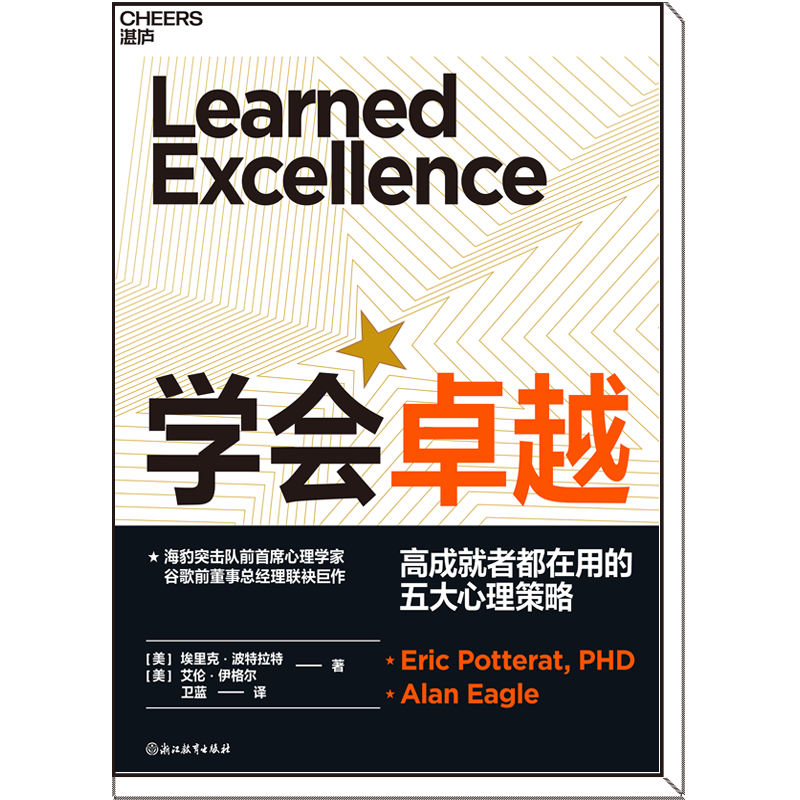 CHEERS
湛庐
Learned
Excellence
学会卓越
★ 海豹突击队前首席心理学家
谷歌前董事总经理联袂巨作
高成就者都在用的
五大心理策略
[美] 埃里克·波特拉特
[美] 艾伦·伊格尔
—— 著
卫蓝 —— 译
★ Eric Potterat, PHD
★ Alan Eagle
浙江教育出版社